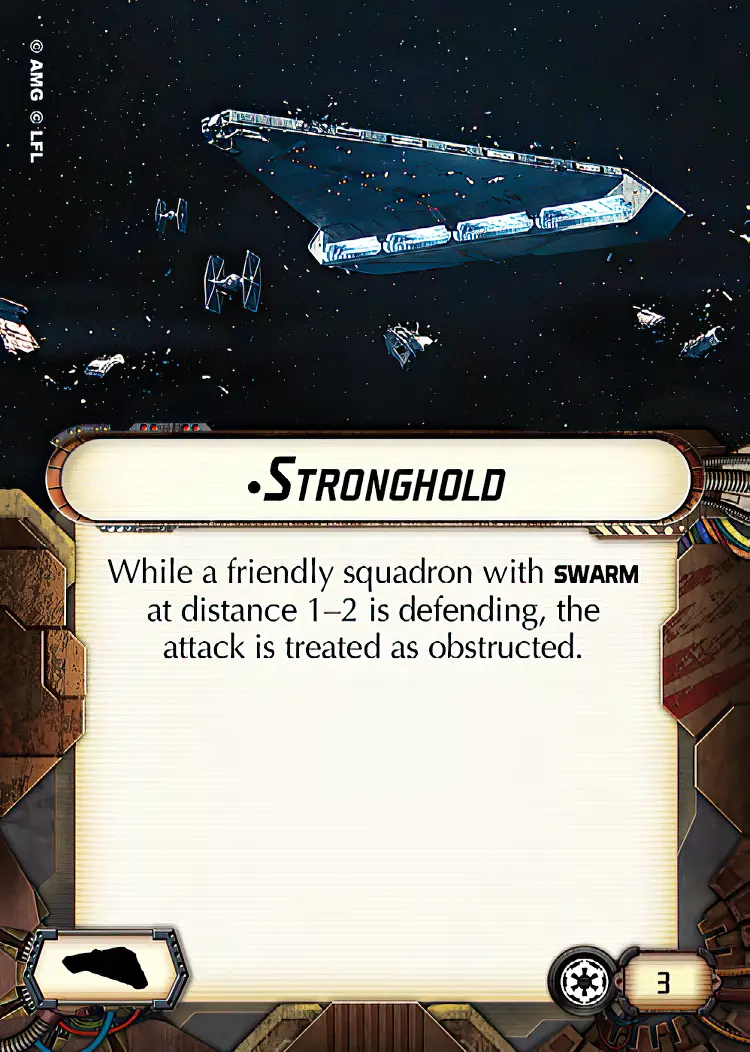 © AMG © LFL
•STRONGHOLD
While a friendly squadron with SWARM
at distance 1–2 is defending, the
attack is treated as obstructed.
3